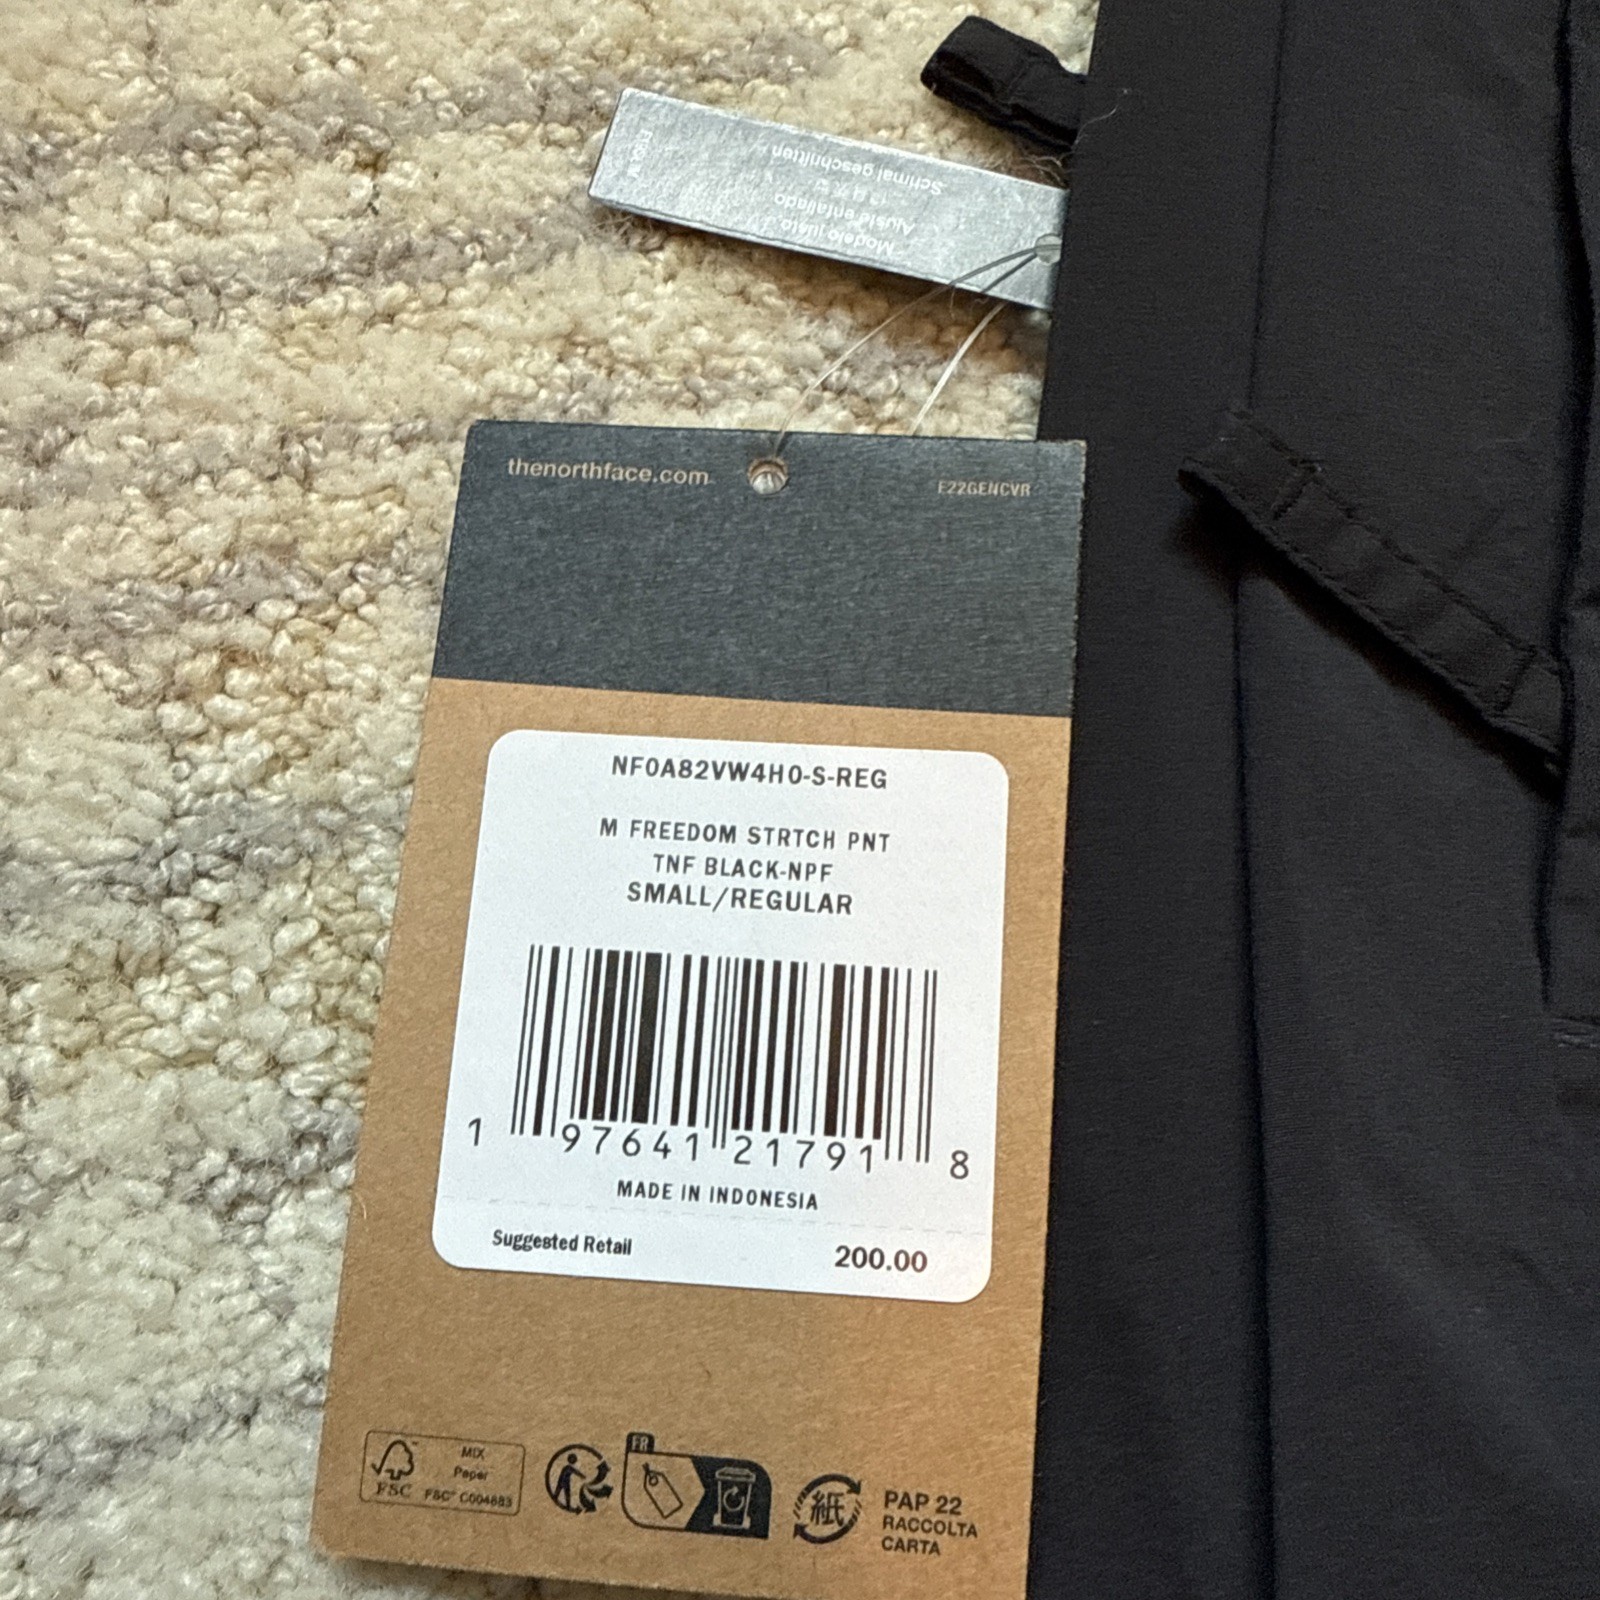 Modelo justo
Ajuste entallado
Schmal geschnitten
thenorthface.com
F22GENCVR
NF0A82VW4H0-S-REG
M FREEDOM STRTCH PNT
TNF BLACK-NPF
SMALL/REGULAR
1 97641 21791 8
MADE IN INDONESIA
Suggested Retail 200.00
FSC
MIX
Paper
FSC® C004683
FR
紙
PAP 22
RACCOLTA
CARTA